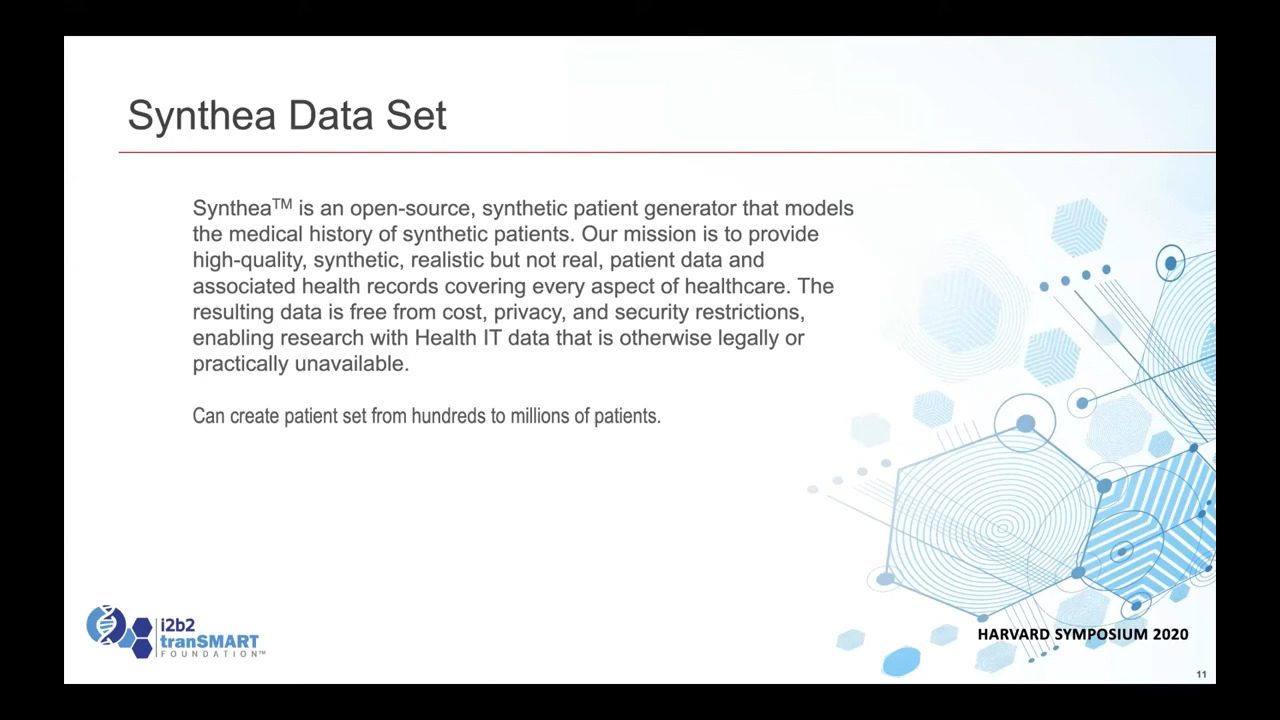 Synthea Data Set
Synthea™ is an open-source, synthetic patient generator that models
the medical history of synthetic patients. Our mission is to provide
high-quality, synthetic, realistic but not real, patient data and
associated health records covering every aspect of healthcare. The
resulting data is free from cost, privacy, and security restrictions,
enabling research with Health IT data that is otherwise legally or
practically unavailable.
Can create patient set from hundreds to millions of patients.
i2b2
tranSMART
FOUNDATION™
HARVARD SYMPOSIUM 2020
11